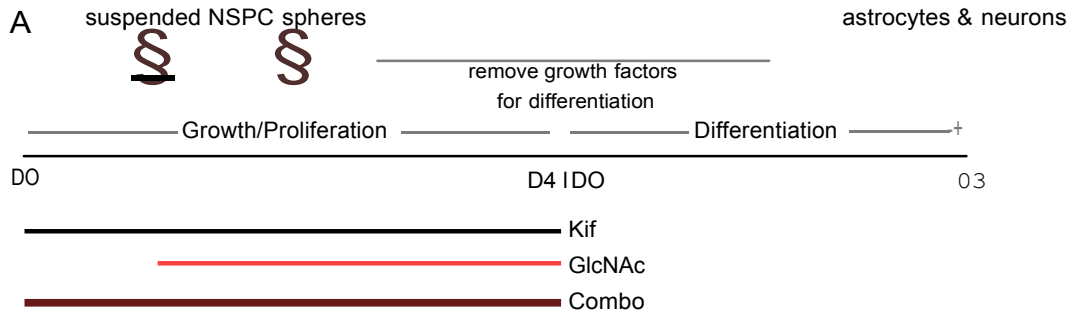 A
suspended NSPC spheres
astrocytes & neurons
§ §
remove growth factors
for differentiation
Growth/Proliferation
Differentiation
DO
D4 I DO
03
Kif
GlcNAc
Combo